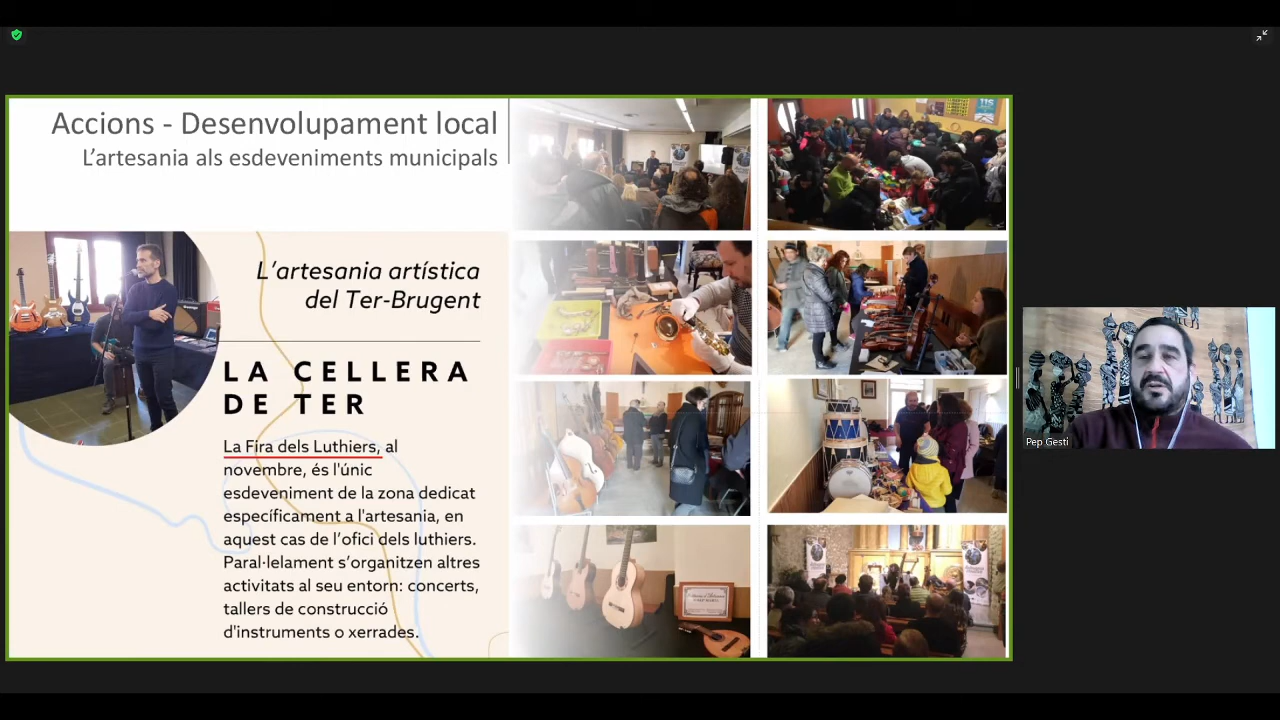 Accions - Desenvolupament local
L’artesania als esdeveniments municipals
L’artesania artística
del Ter-Brugent
LA CELLERA
DE TER
La Fira dels Luthiers, al
novembre, és l'únic
esdeveniment de la zona dedicat
específicament a l'artesania, en
aquest cas de l’ofici dels luthiers.
Paral·lelament s’organitzen altres
activitats al seu entorn: concerts,
tallers de construcció
d'instruments o xerrades.
Pep Gesti